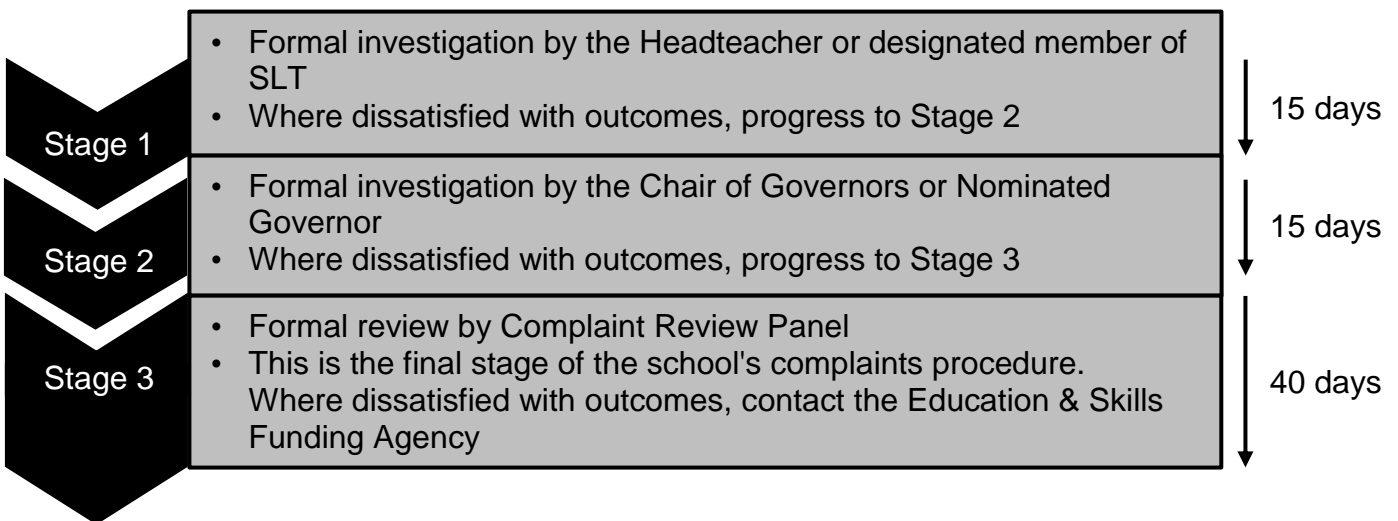 Stage 1
• Formal investigation by the Headteacher or designated member of
SLT
• Where dissatisfied with outcomes, progress to Stage 2
15 days
Stage 2
• Formal investigation by the Chair of Governors or Nominated
Governor
• Where dissatisfied with outcomes, progress to Stage 3
15 days
Stage 3
• Formal review by Complaint Review Panel
• This is the final stage of the school's complaints procedure.
Where dissatisfied with outcomes, contact the Education & Skills
Funding Agency
40 days